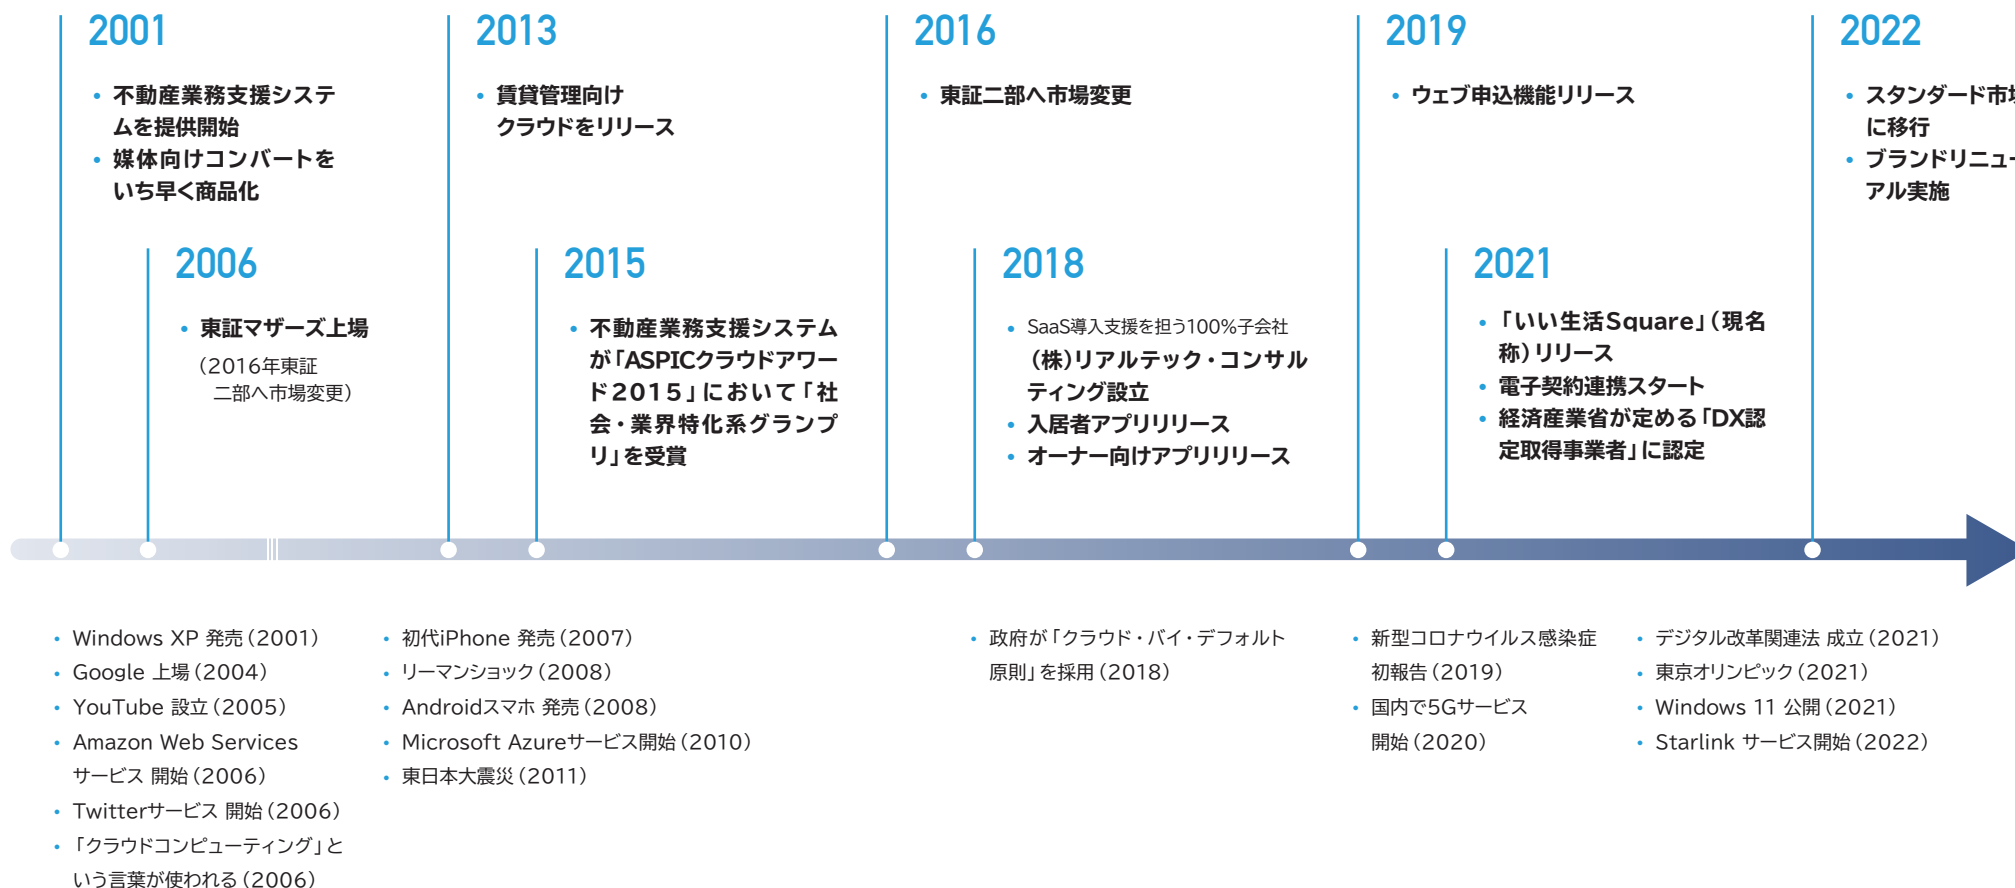 2001
• 不動産業務支援システ
ムを提供開始
• 媒体向けコンバートを
いち早く商品化
2013
• 賃貸管理向け
クラウドをリリース
2016
• 東証二部へ市場変更
2019
• ウェブ申込機能リリース
2022
• スタンダード市場
に移行
• ブランドリニュー
アル実施
2006
• 東証マザーズ上場
（2016年東証
二部へ市場変更）
2015
• 不動産業務支援システム
が「ASPICクラウドアワー
ド2015」において「社
会・業界特化系グランプ
リ」を受賞
2018
• SaaS導入支援を担う100%子会社
（株）リアルテック・コンサル
ティング設立
• 入居者アプリリリース
• オーナー向けアプリリリース
2021
• 「いい生活Square」（現名
称）リリース
• 電子契約連携スタート
• 経済産業省が定める「DX認
定取得事業者」に認定
• Windows XP 発売（2001）
• Google 上場（2004）
• YouTube 設立（2005）
• Amazon Web Services
サービス 開始（2006）
• Twitterサービス 開始（2006）
• 「クラウドコンピューティング」と
いう言葉が使われる（2006）
• 初代iPhone 発売（2007）
• リーマンショック（2008）
• Androidスマホ 発売（2008）
• Microsoft Azureサービス開始（2010）
• 東日本大震災（2011）
• 政府が「クラウド・バイ・デフォルト
原則」を採用（2018）
• 新型コロナウイルス感染症
初報告（2019）
• 国内で5Gサービス
開始（2020）
• デジタル改革関連法 成立（2021）
• 東京オリンピック（2021）
• Windows 11 公開（2021）
• Starlink サービス開始（2022）